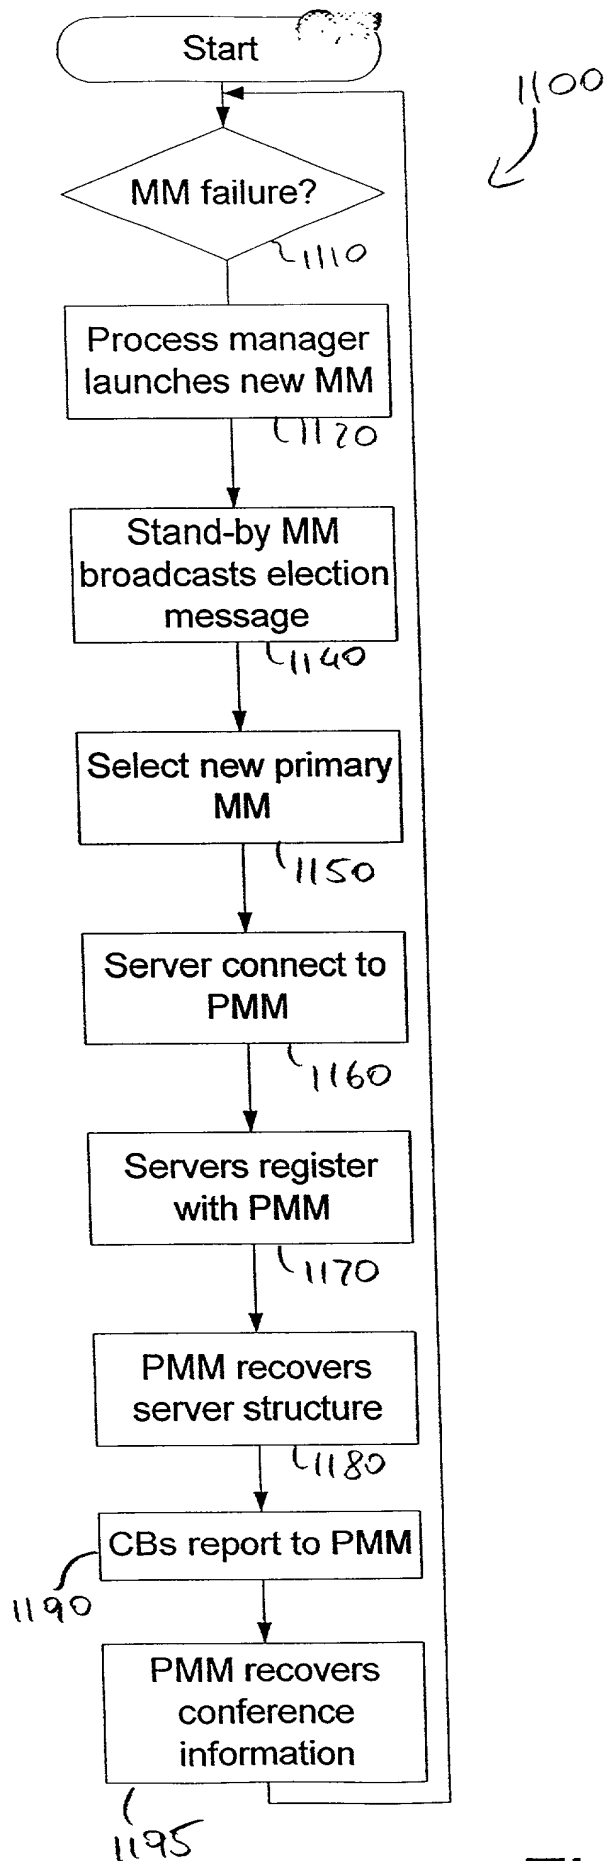 Start
1100
MM failure?
1110
Process manager
launches new MM
1120
Stand-by MM
broadcasts election
message
1140
Select new primary
MM
1150
Server connect to
PMM
1160
Servers register
with PMM
1170
PMM recovers
server structure
1180
CBs report to PMM
1190
PMM recovers
conference
information
1195